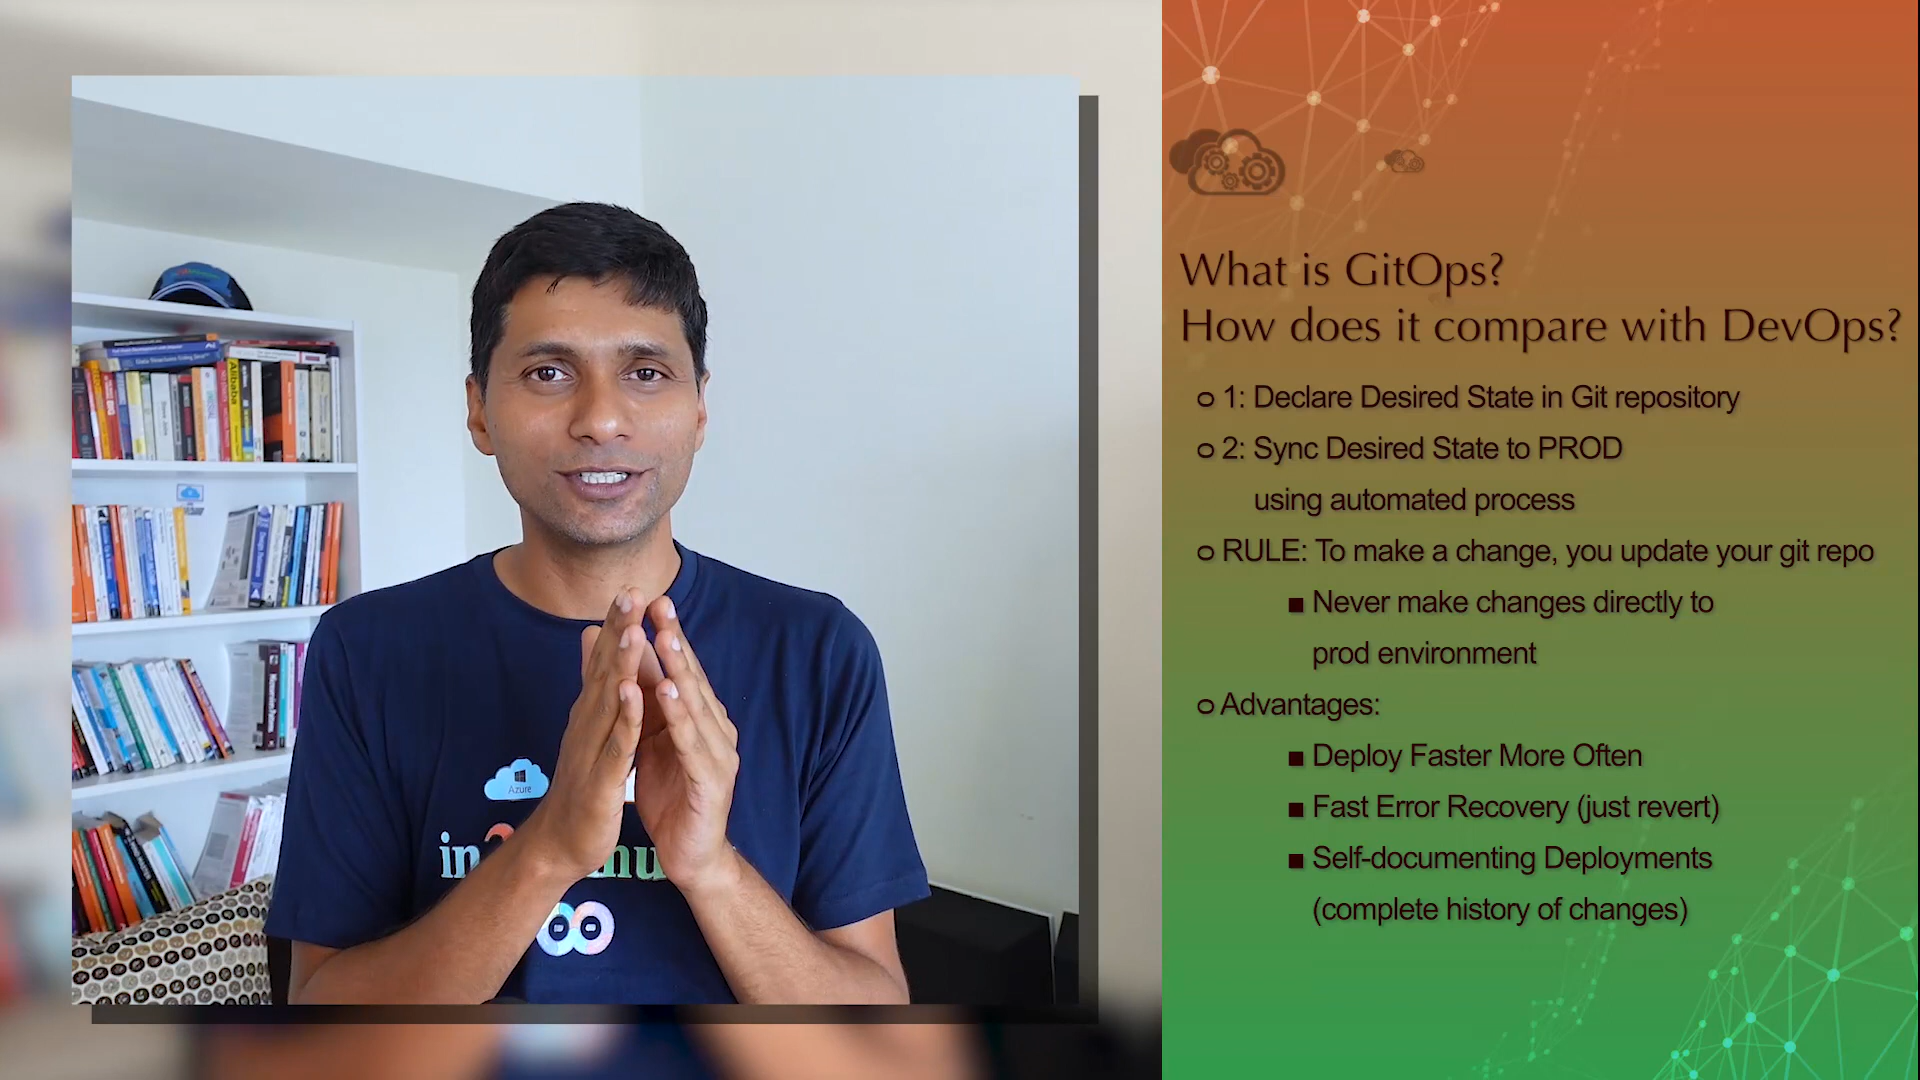 What is GitOps?
How does it compare with DevOps?
o 1: Declare Desired State in Git repository
o 2: Sync Desired State to PROD
using automated process
o RULE: To make a change, you update your git repo
■ Never make changes directly to
prod environment
o Advantages:
■ Deploy Faster More Often
■ Fast Error Recovery (just revert)
■ Self-documenting Deployments
(complete history of changes)
Alibaba
Azure